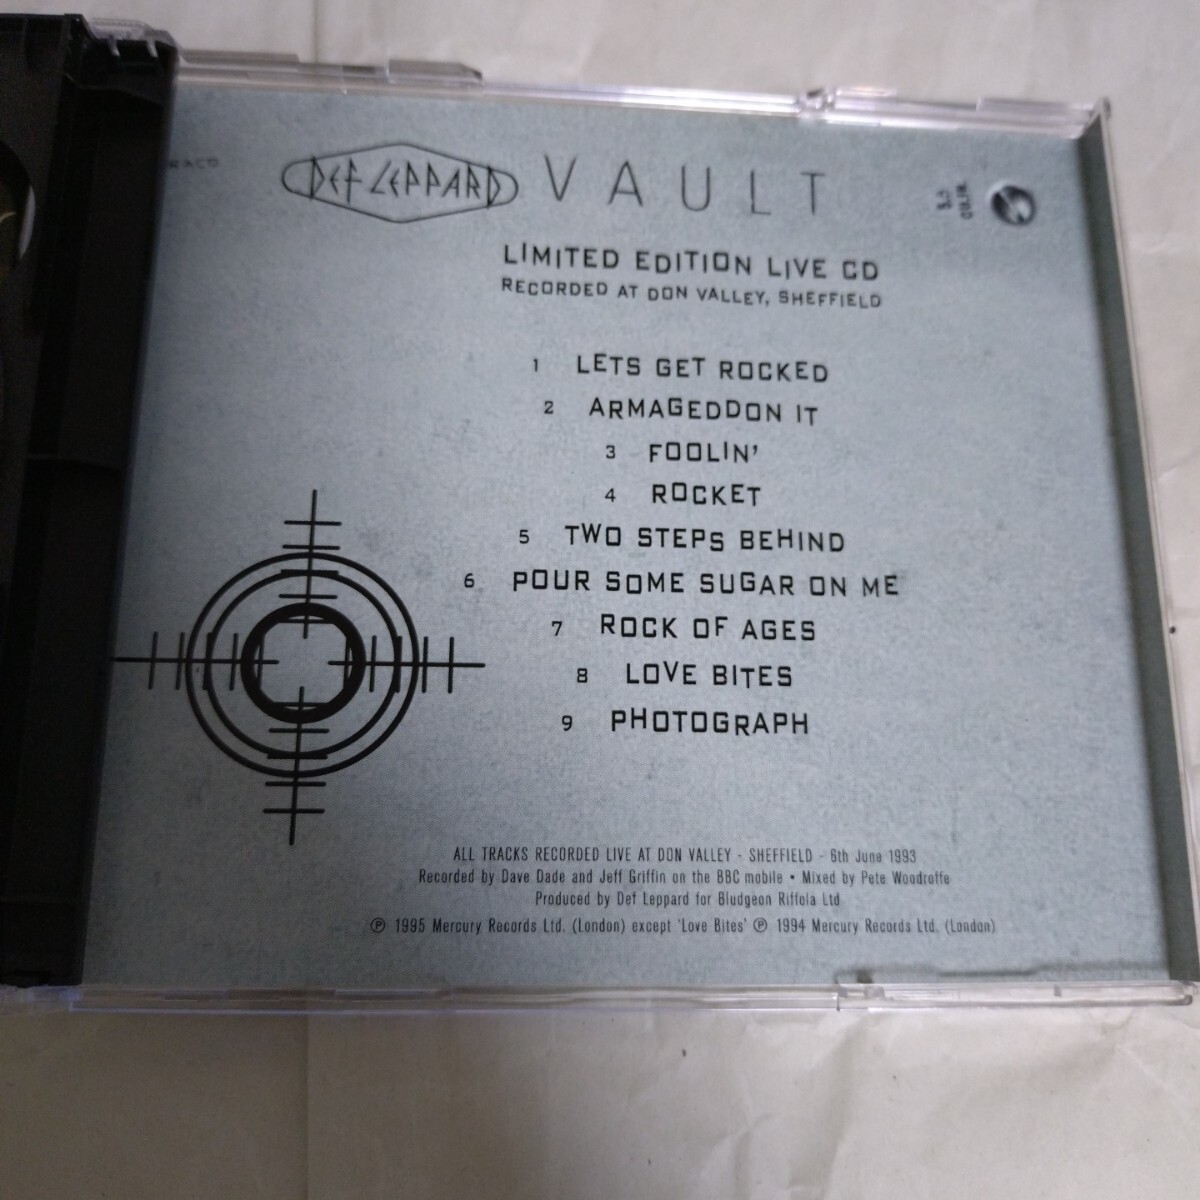 DEF LEPPARD VAULT
LIMITED EDITION LIVE CD
RECORDED AT DON VALLEY, SHEFFIELD
1 LETS GET ROCKED
2 ARMAGEDDON IT
3 FOOLIN'
4 ROCKET
5 TWO STEPS BEHIND
6 POUR SOME SUGAR ON ME
7 ROCK OF AGES
8 LOVE BITES
9 PHOTOGRAPH
ALL TRACKS RECORDED LIVE AT DON VALLEY - SHEFFIELD - 6th June 1993
Recorded by Dave Dade and Jeff Griffin on the BBC mobile • Mixed by Pete Woodroffe
Produced by Def Leppard for Bludgeon Riffola Ltd
℗ 1995 Mercury Records Ltd. (London) except 'Love Bites' ℗ 1994 Mercury Records Ltd. (London)